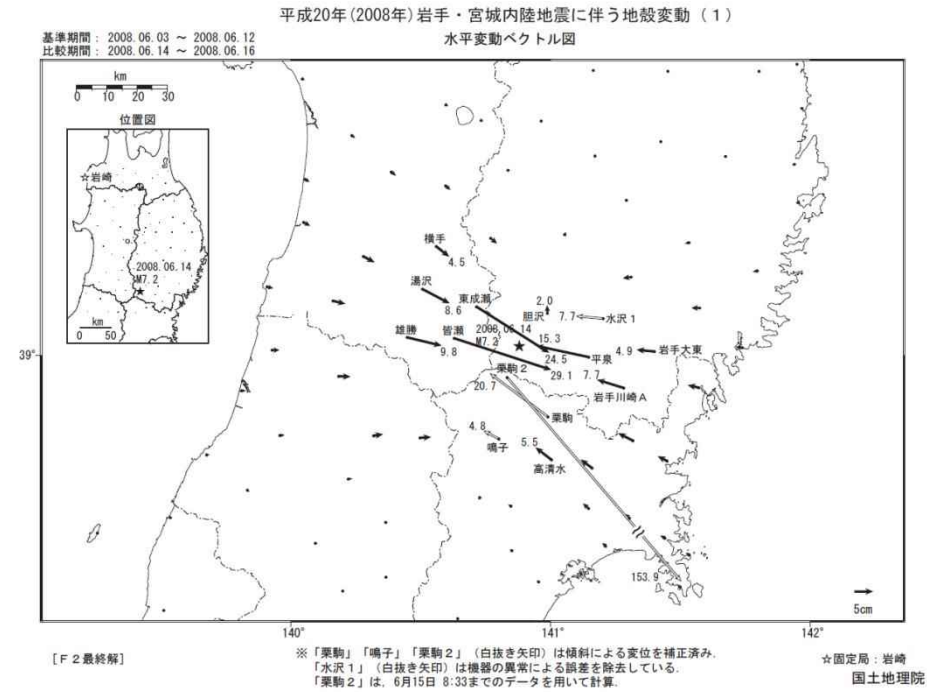 平成20年(2008年)岩手・宮城内陸地震に伴う地殻変動（1）
基準期間： 2008.06.03 ～ 2008.06.12
比較期間： 2008.06.14 ～ 2008.06.16
水平変動ベクトル図
km
0 10 20 30
位置図
☆岩崎
2008.06.14
M7.2
km
0 50
横手
4.5
湯沢
8.6
東成瀬
2.0
胆沢
7.7
水沢１
雄勝
9.8
皆瀬
2008.06.14
M7.2
15.3
24.5
平泉
4.9
岩手大東
39°
栗駒２
29.1
7.7
岩手川崎Ａ
20.7
栗駒
4.8
鳴子
5.5
高清水
153.9
5cm
140°
141°
142°
[Ｆ２最終解]
※「栗駒」「鳴子」「栗駒２」（白抜き矢印）は傾斜による変位を補正済み.
「水沢１」（白抜き矢印）は機器の異常による誤差を除去している.
「栗駒２」は, 6月15日 8:33までのデータを用いて計算.
☆固定局：岩崎
国土地理院